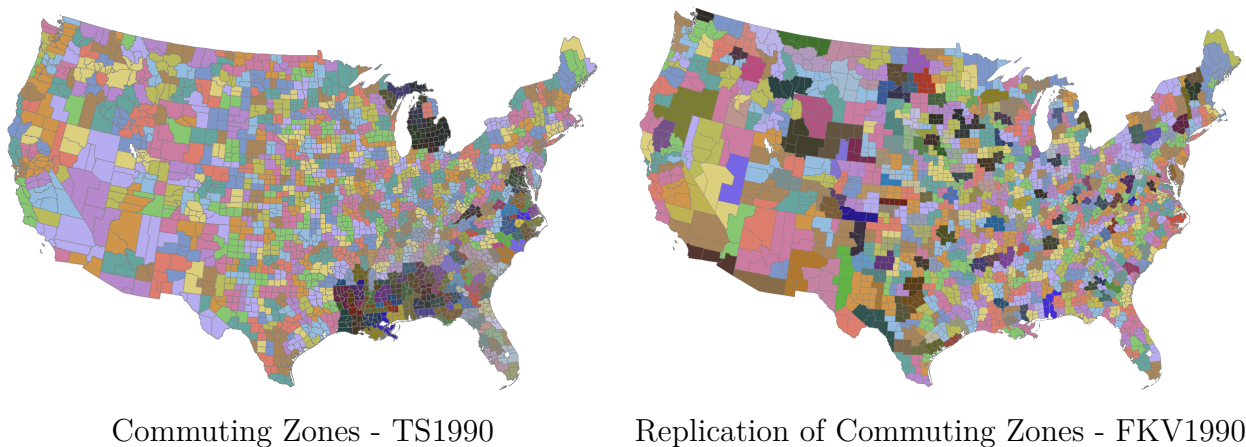 Commuting Zones - TS1990
Replication of Commuting Zones - FKV1990